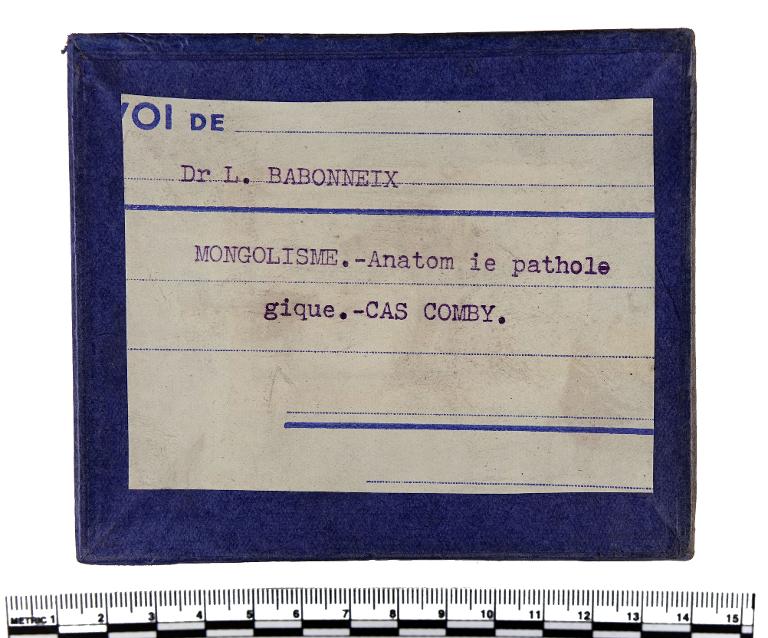 VOI DE
Dr L. BABONNEIX
MONGOLISME.-Anatom ie pathole
gique.-CAS COMBY.
METRIC 1 2 3 4 5 6 7 8 9 10 11 12 13 14 15